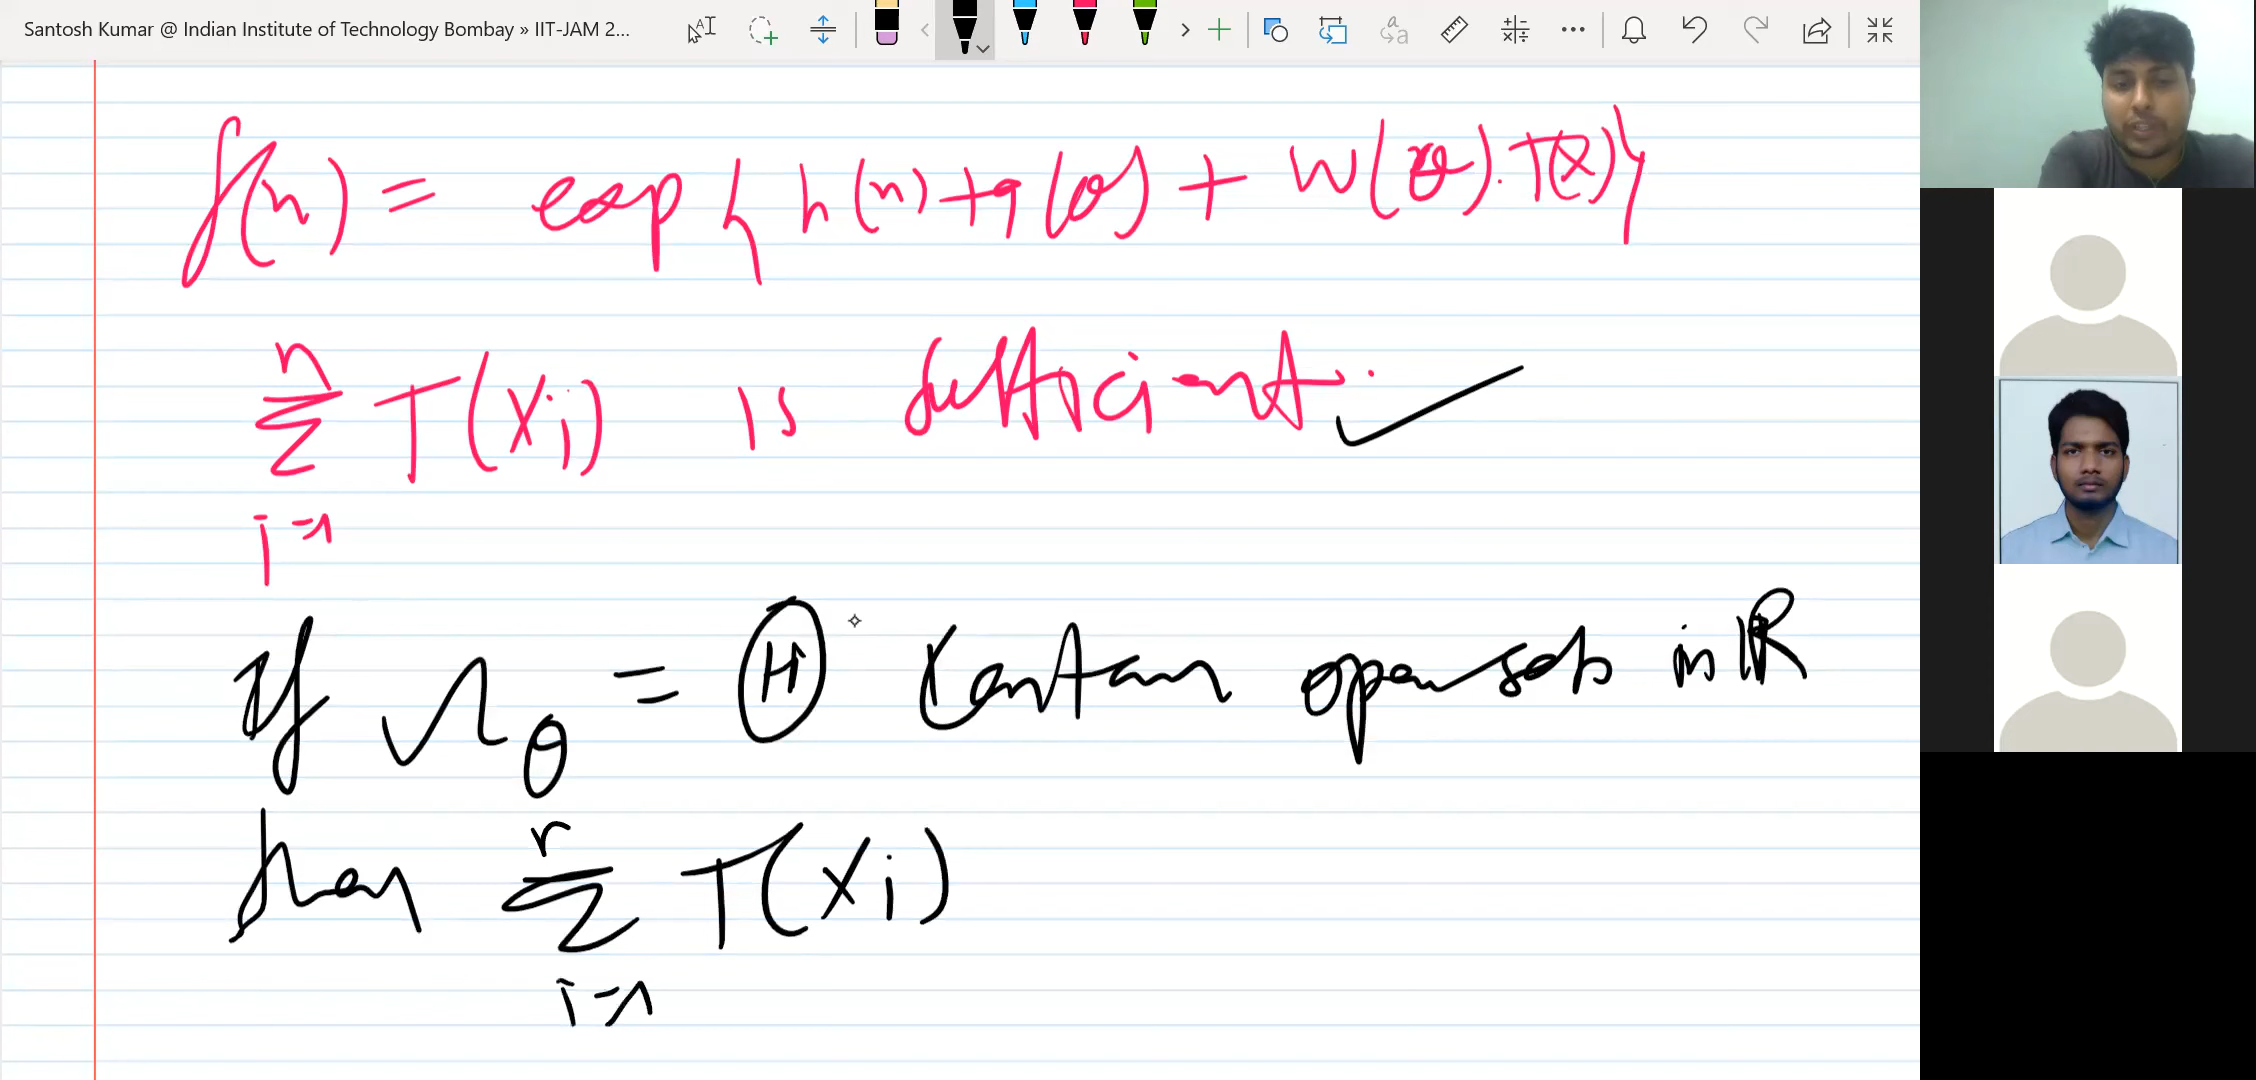 Santosh Kumar @ Indian Institute of Technology Bombay » IIT-JAM 2...
f(n) = exp{ h(n) + q(θ) + W(θ). T(x)}
n
Σ T(Xi) is sufficient.
i=1
If Ω_θ = Ⓗ contain open sets in ℝ
then Σ T(Xi)
i=1